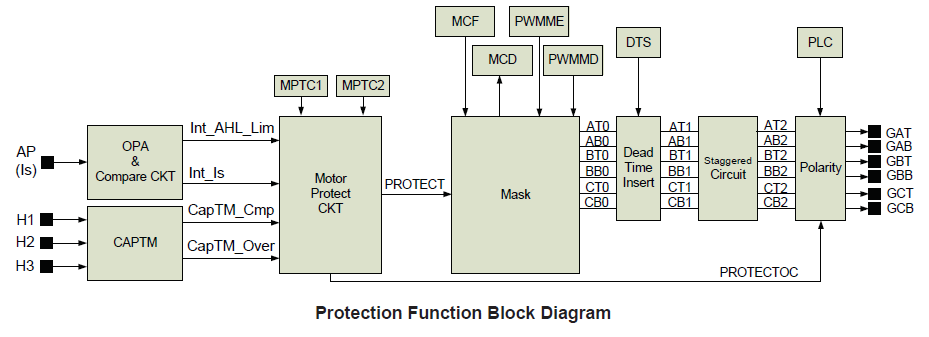 MCF
PWMME
MCD
PWMMD
DTS
PLC
MPTC1
MPTC2
AP
(Is)
OPA
&
Compare CKT
Int_AHL_Lim
Int_Is
Motor
Protect
CKT
PROTECT
Mask
AT0
AB0
BT0
BB0
CT0
CB0
Dead
Time
Insert
AT1
AB1
BT1
BB1
CT1
CB1
Staggered
Circuit
AT2
AB2
BT2
BB2
CT2
CB2
Polarity
GAT
GAB
GBT
GBB
GCT
GCB
H1
H2
H3
CAPTM
CapTM_Cmp
CapTM_Over
PROTECTOC
Protection Function Block Diagram